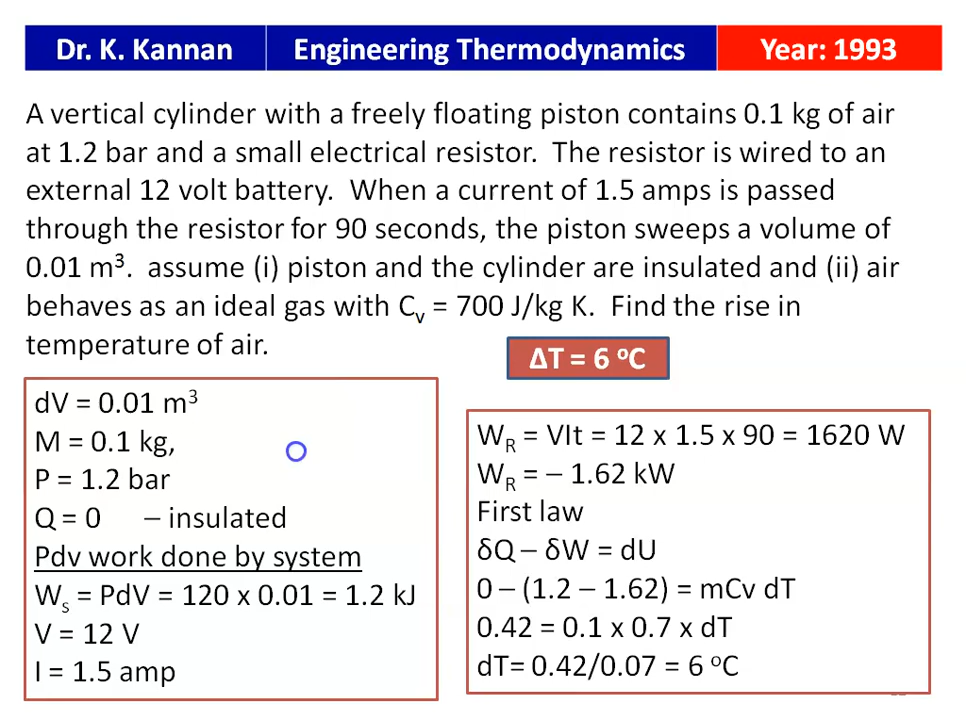 Dr. K. Kannan Engineering Thermodynamics Year: 1993
A vertical cylinder with a freely floating piston contains 0.1 kg of air
at 1.2 bar and a small electrical resistor. The resistor is wired to an
external 12 volt battery. When a current of 1.5 amps is passed
through the resistor for 90 seconds, the piston sweeps a volume of
0.01 m³. assume (i) piston and the cylinder are insulated and (ii) air
behaves as an ideal gas with Cᵥ = 700 J/kg K. Find the rise in
temperature of air.
ΔT = 6 ᵒC
dV = 0.01 m³
M = 0.1 kg,
P = 1.2 bar
Q = 0 – insulated
Pdv work done by system
Wₛ = PdV = 120 x 0.01 = 1.2 kJ
V = 12 V
I = 1.5 amp
W_R = VIt = 12 x 1.5 x 90 = 1620 W
W_R = – 1.62 kW
First law
δQ – δW = dU
0 – (1.2 – 1.62) = mCv dT
0.42 = 0.1 x 0.7 x dT
dT= 0.42/0.07 = 6 ᵒC